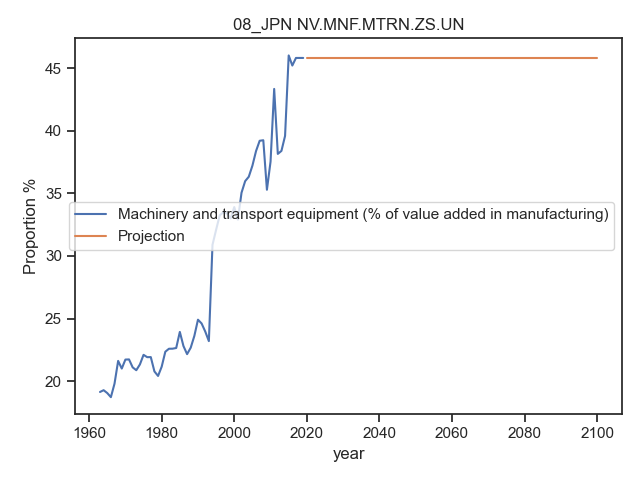 08_JPN NV.MNF.MTRN.ZS.UN
45
40
35
30
25
20
Proportion %
Machinery and transport equipment (% of value added in manufacturing)
Projection
1960 1980 2000 2020 2040 2060 2080 2100
year